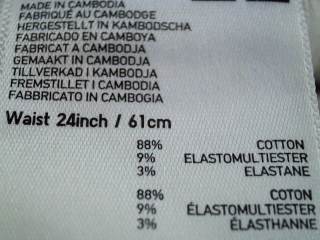 MADE IN CAMBODIA
FABRIQUÉ AU CAMBODGE
HERGESTELLT IN KAMBODSCHA
FABRICADO EN CAMBOYA
FABRICAT A CAMBODJA
GEMAAKT IN CAMBODJA
TILLVERKAD I KAMBODJA
FREMSTILLET I CAMBODIA
FABBRICATO IN CAMBOGIA
Waist 24inch / 61cm
88% COTTON
9% ELASTOMULTIESTER
3% ELASTANE
88% COTON
9% ÉLASTOMULTIESTER
3% ÉLASTHANNE